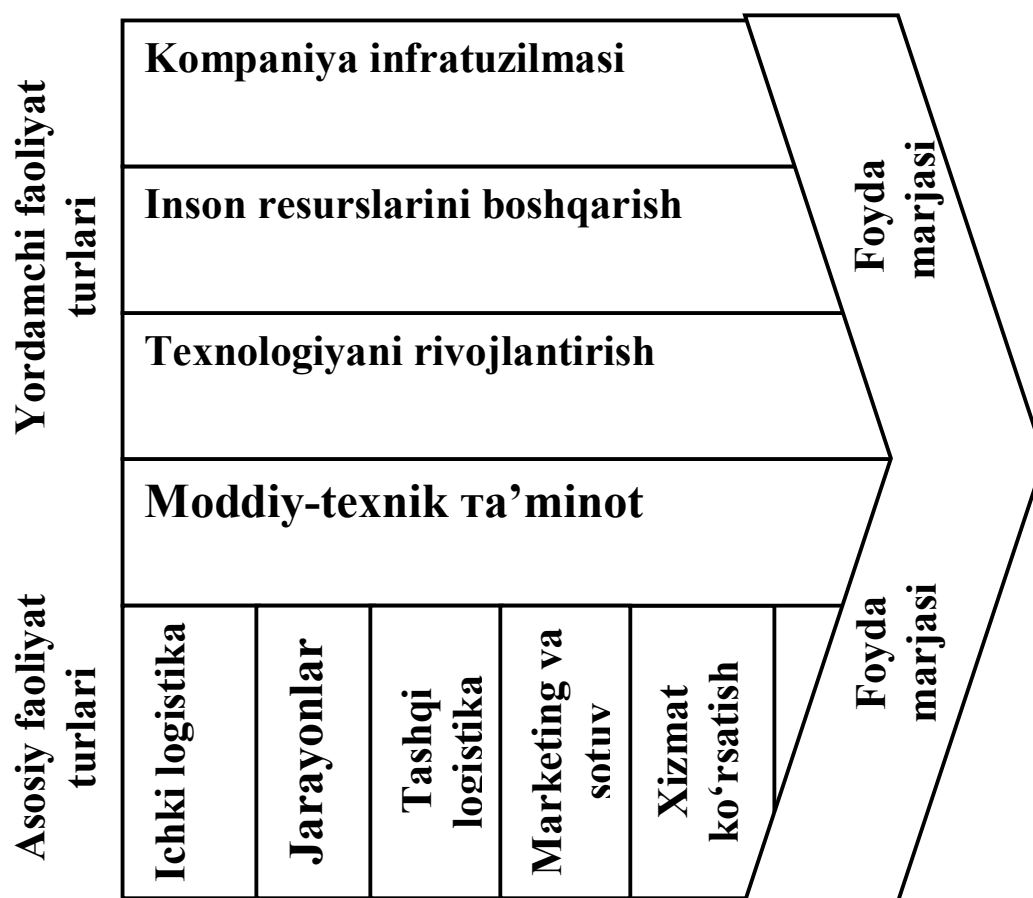 Yordamchi faoliyat
turlari
Kompaniya infratuzilmasi
Inson resurslarini boshqarish
Texnologiyani rivojlantirish
Moddiy-texnik тa’minot
Foyda
marjasi
Asosiy faoliyat
turlari
Ichki logistika
Jarayonlar
Tashqi
logistika
Marketing va
sotuv
Xizmat
ko‘rsatish
Foyda
marjasi